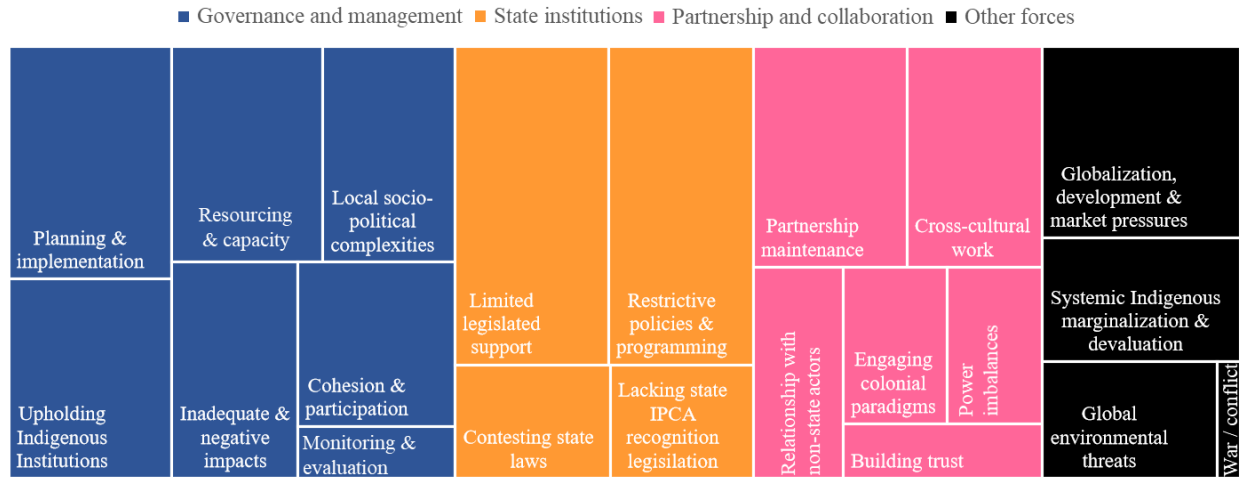 Governance and management
State institutions
Partnership and collaboration
Other forces
Planning &
implementation
Resourcing
& capacity
Local socio-
political
complexities
Upholding
Indigenous
Institutions
Inadequate &
negative
impacts
Cohesion &
participation
Monitoring &
evaluation
Limited
legislated
support
Restrictive
policies &
programming
Contesting state
laws
Lacking state
IPCA
recognition
legisilation
Partnership
maintenance
Cross-cultural
work
Relationship with
non-state actors
Engaging
colonial
paradigms
Power
imbalances
Building trust
Globalization,
development &
market pressures
Systemic Indigenous
marginalization &
devaluation
Global
environmental
threats
War / conflict